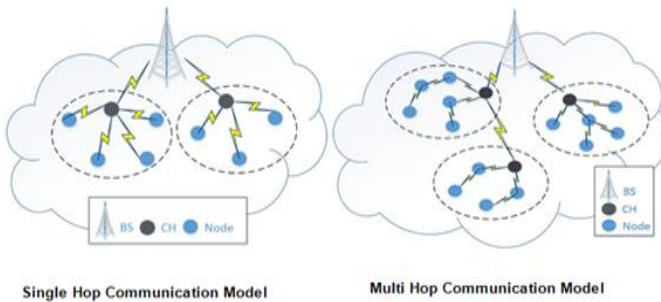 BS CH Node
BS
CH
Node
Single Hop Communication Model
Multi Hop Communication Model